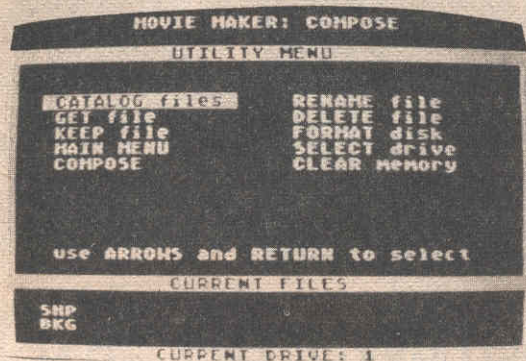 MOVIE MAKER: COMPOSE
UTILITY MENU
CATALOG files
GET file
KEEP file
MAIN MENU
COMPOSE
RENAME file
DELETE file
FORMAT disk
SELECT drive
CLEAR memory
use ARROWS and RETURN to select
CURRENT FILES
SHP
BKG
CURRENT DRIVE: 1